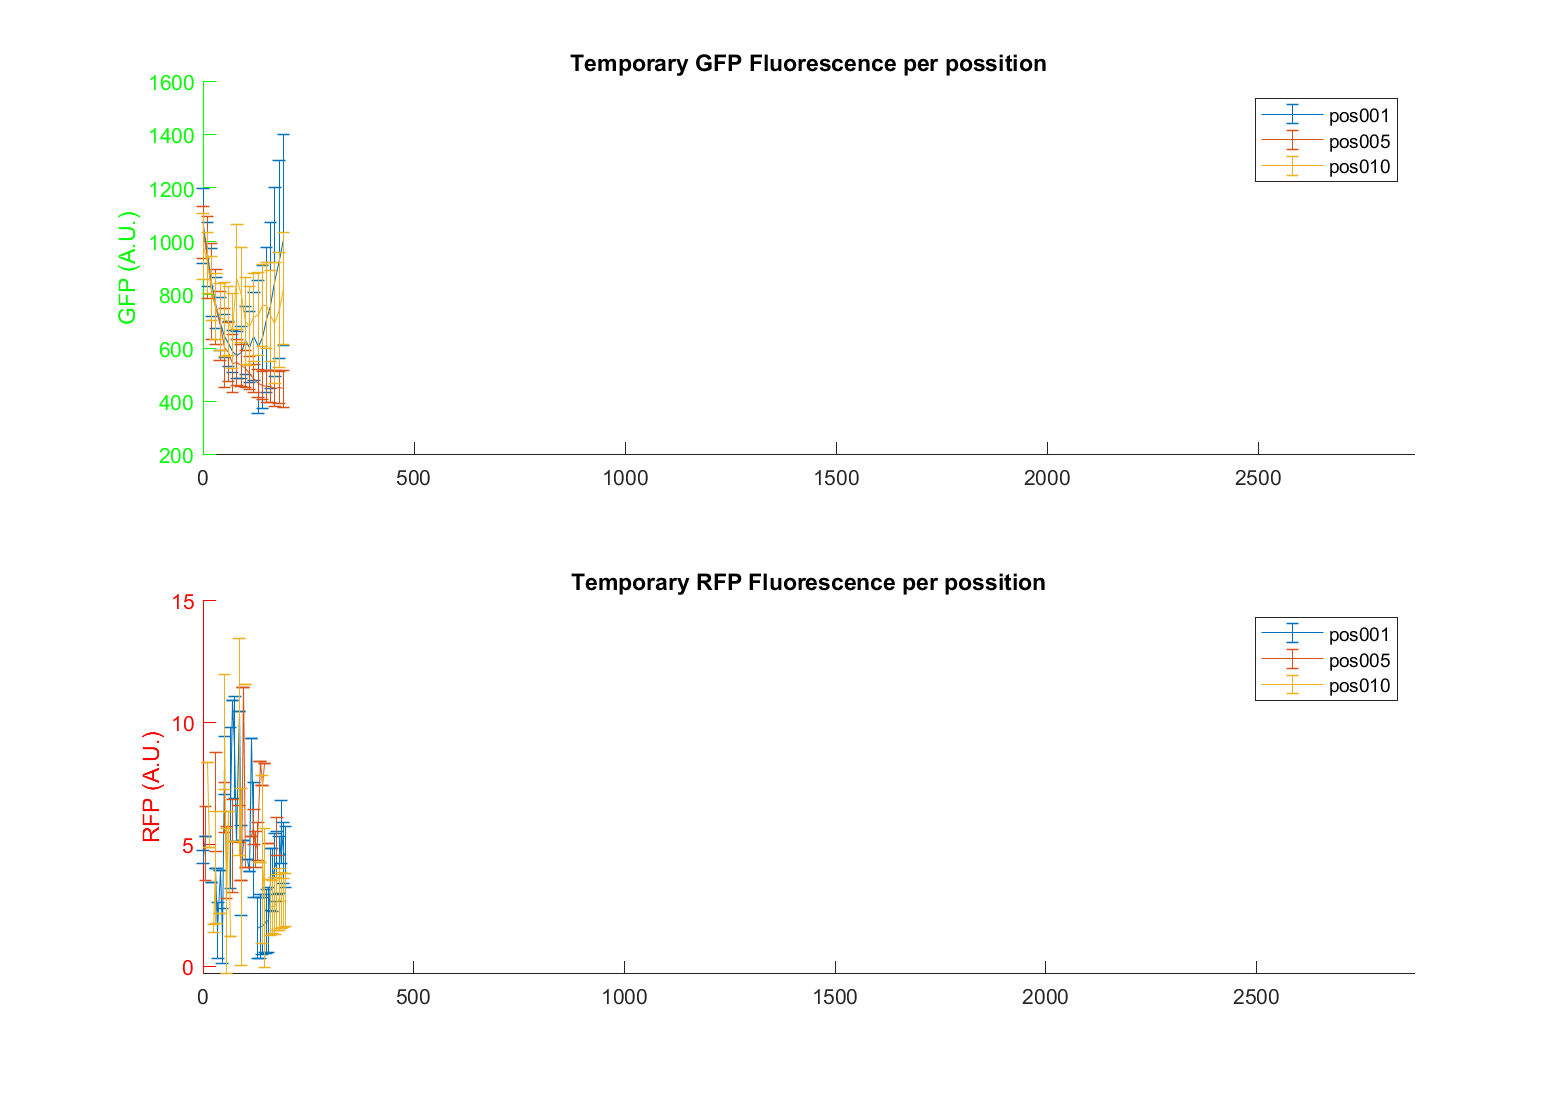 Temporary GFP Fluorescence per possition
1600
1400
1200
1000
800
600
400
200
GFP (A.U.)
0 500 1000 1500 2000 2500
pos001
pos005
pos010
Temporary RFP Fluorescence per possition
15
10
5
0
RFP (A.U.)
0 500 1000 1500 2000 2500
pos001
pos005
pos010